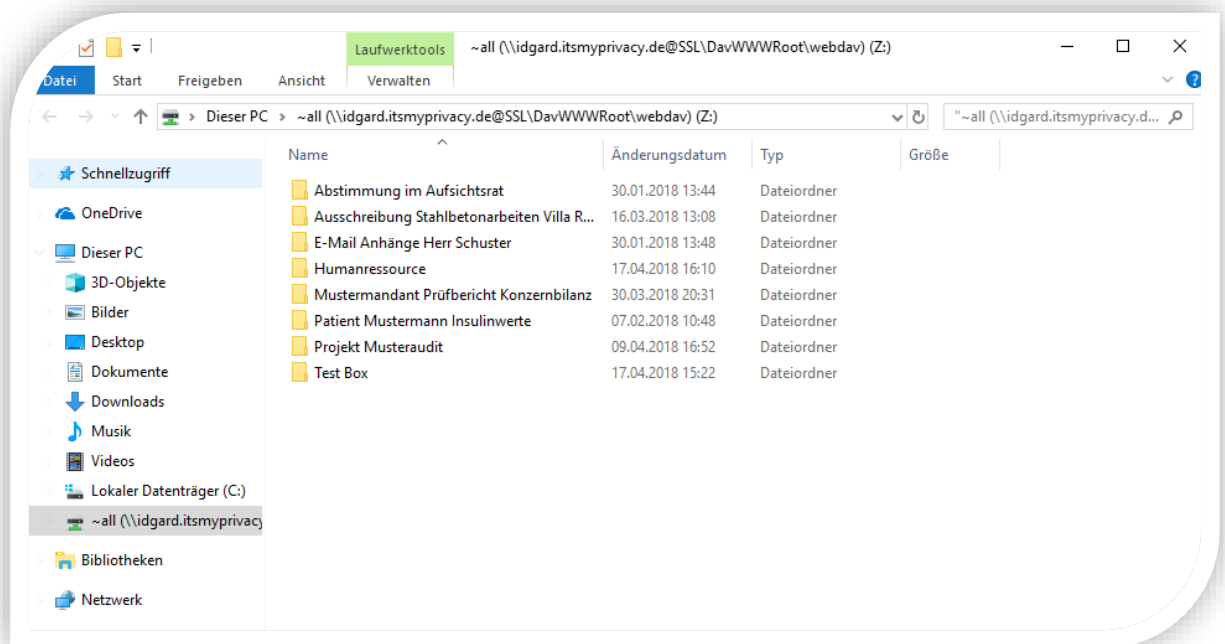 Laufwerktools ~all (\\idgard.itsmyprivacy.de@SSL\DavWWWRoot\webdav) (Z:)
Datei Start Freigeben Ansicht Verwalten
Dieser PC > ~all (\\idgard.itsmyprivacy.de@SSL\DavWWWRoot\webdav) (Z:) "~all (\\idgard.itsmyprivacy.d...
Name Änderungsdatum Typ Größe
Schnellzugriff
OneDrive
Dieser PC
3D-Objekte
Bilder
Desktop
Dokumente
Downloads
Musik
Videos
Lokaler Datenträger (C:)
~all (\\idgard.itsmyprivacy
Bibliotheken
Netzwerk
Abstimmung im Aufsichtsrat 30.01.2018 13:44 Dateiordner
Ausschreibung Stahlbetonarbeiten Villa R... 16.03.2018 13:08 Dateiordner
E-Mail Anhänge Herr Schuster 30.01.2018 13:48 Dateiordner
Humanressource 17.04.2018 16:10 Dateiordner
Mustermandant Prüfbericht Konzernbilanz 30.03.2018 20:31 Dateiordner
Patient Mustermann Insulinwerte 07.02.2018 10:48 Dateiordner
Projekt Musteraudit 09.04.2018 16:52 Dateiordner
Test Box 17.04.2018 15:22 Dateiordner